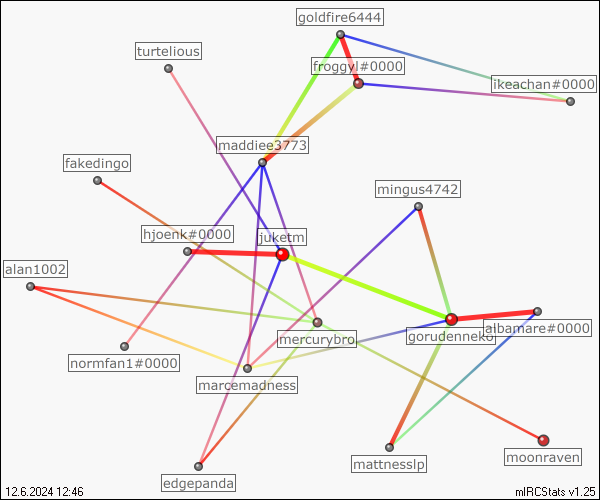 goldfire6444
turtelious
froggyl#0000
ikeachan#0000
maddiee3773
fakedingo
mingus4742
hjoenk#0000
juketm
alan1002
albamare#0000
gorudenneko
mercurybro
normfan1#0000
marcemadness
moonraven
mattnesslp
edgepanda
12.6.2024 12:46
mIRCStats v1.25